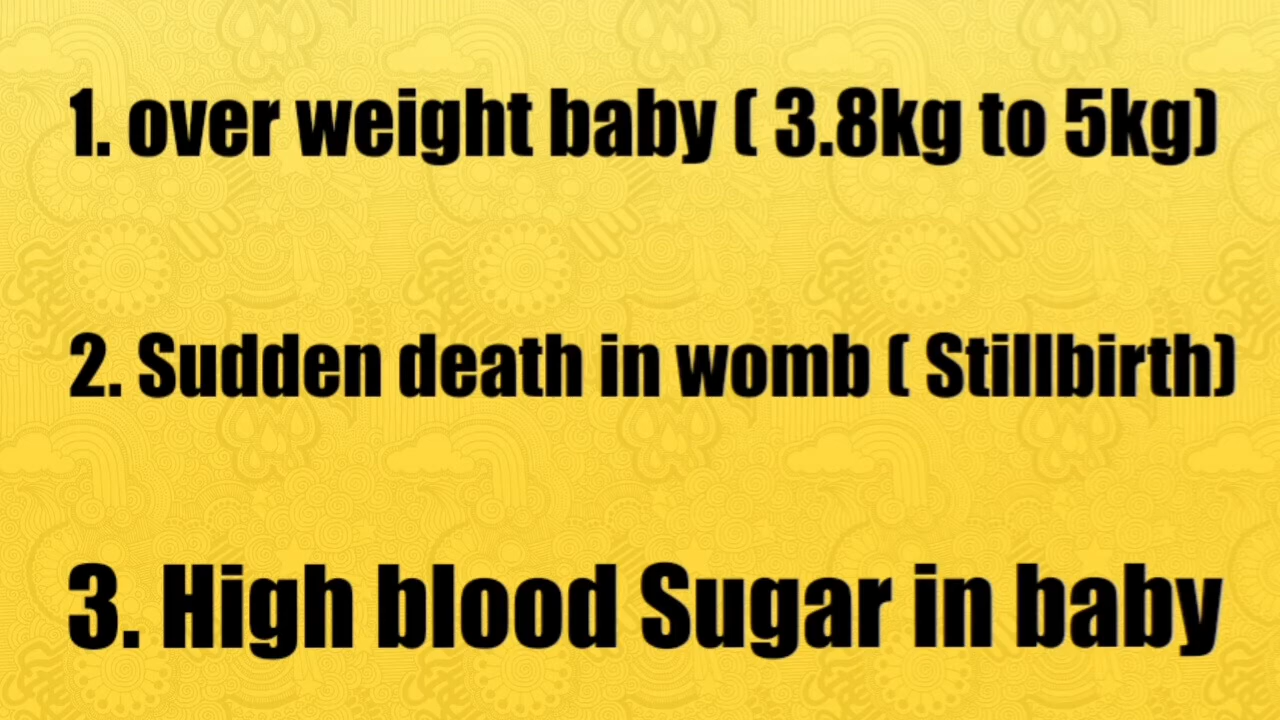 1. over weight baby ( 3.8kg to 5kg)
2. Sudden death in womb ( Stillbirth)
3. High blood Sugar in baby